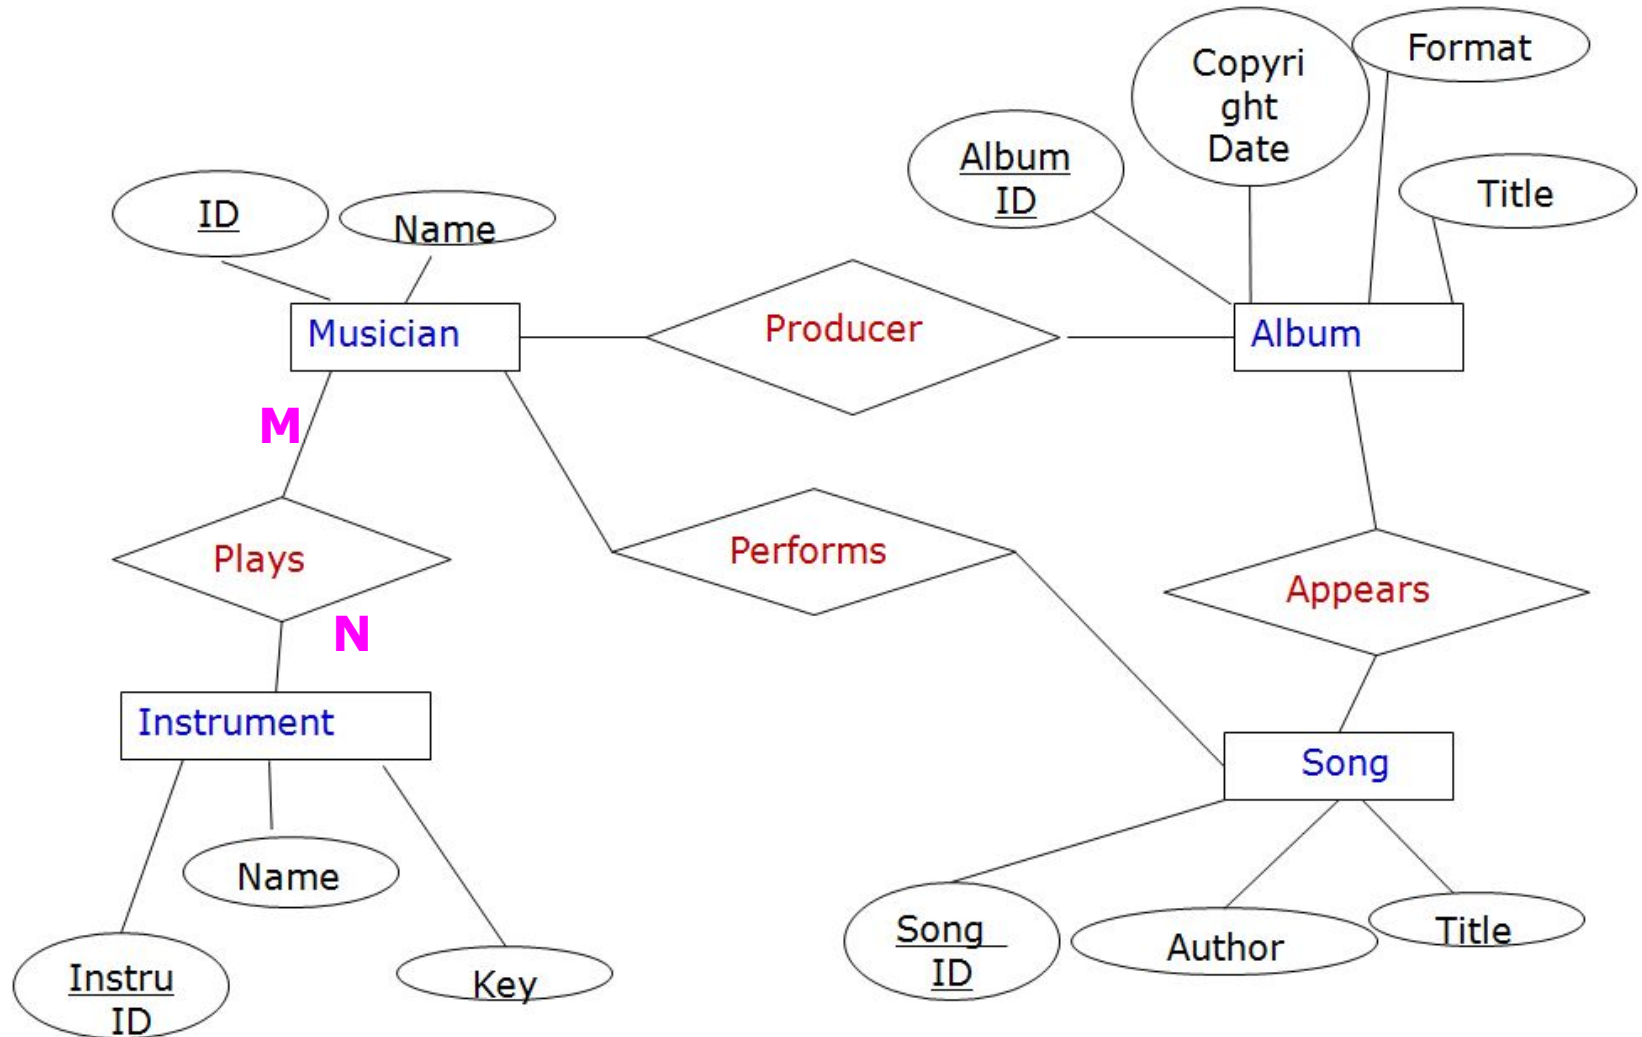 Copyri
ght
Date
Format
Album
ID
Title
ID
Name
Musician
Producer
Album
M
Plays
Performs
Appears
N
Instrument
Song
Name
Song
ID
Author
Title
Instru
ID
Key